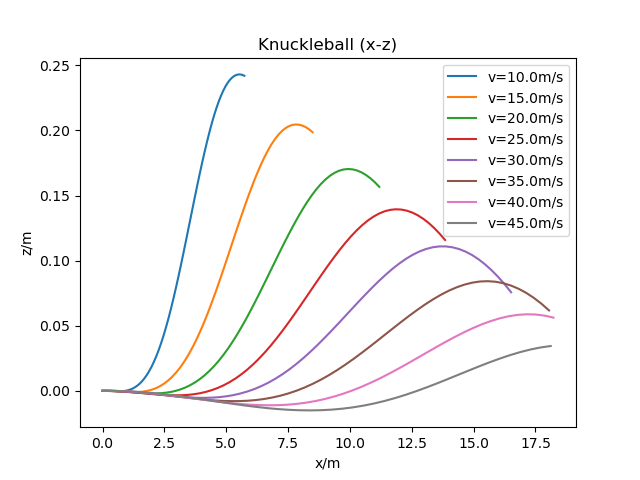 Knuckleball (x-z)
0.25
0.20
0.15
0.10
0.05
0.00
z/m
v=10.0m/s
v=15.0m/s
v=20.0m/s
v=25.0m/s
v=30.0m/s
v=35.0m/s
v=40.0m/s
v=45.0m/s
0.0 2.5 5.0 7.5 10.0 12.5 15.0 17.5
x/m